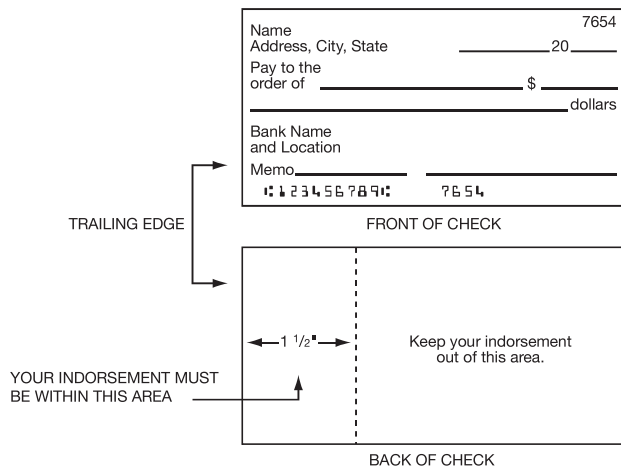 7654
Name
Address, City, State 20
Pay to the
order of $
dollars
Bank Name
and Location
Memo
⑆123456789⑆ 7654
TRAILING EDGE
FRONT OF CHECK
1 1/2"
Keep your indorsement
out of this area.
YOUR INDORSEMENT MUST
BE WITHIN THIS AREA
BACK OF CHECK